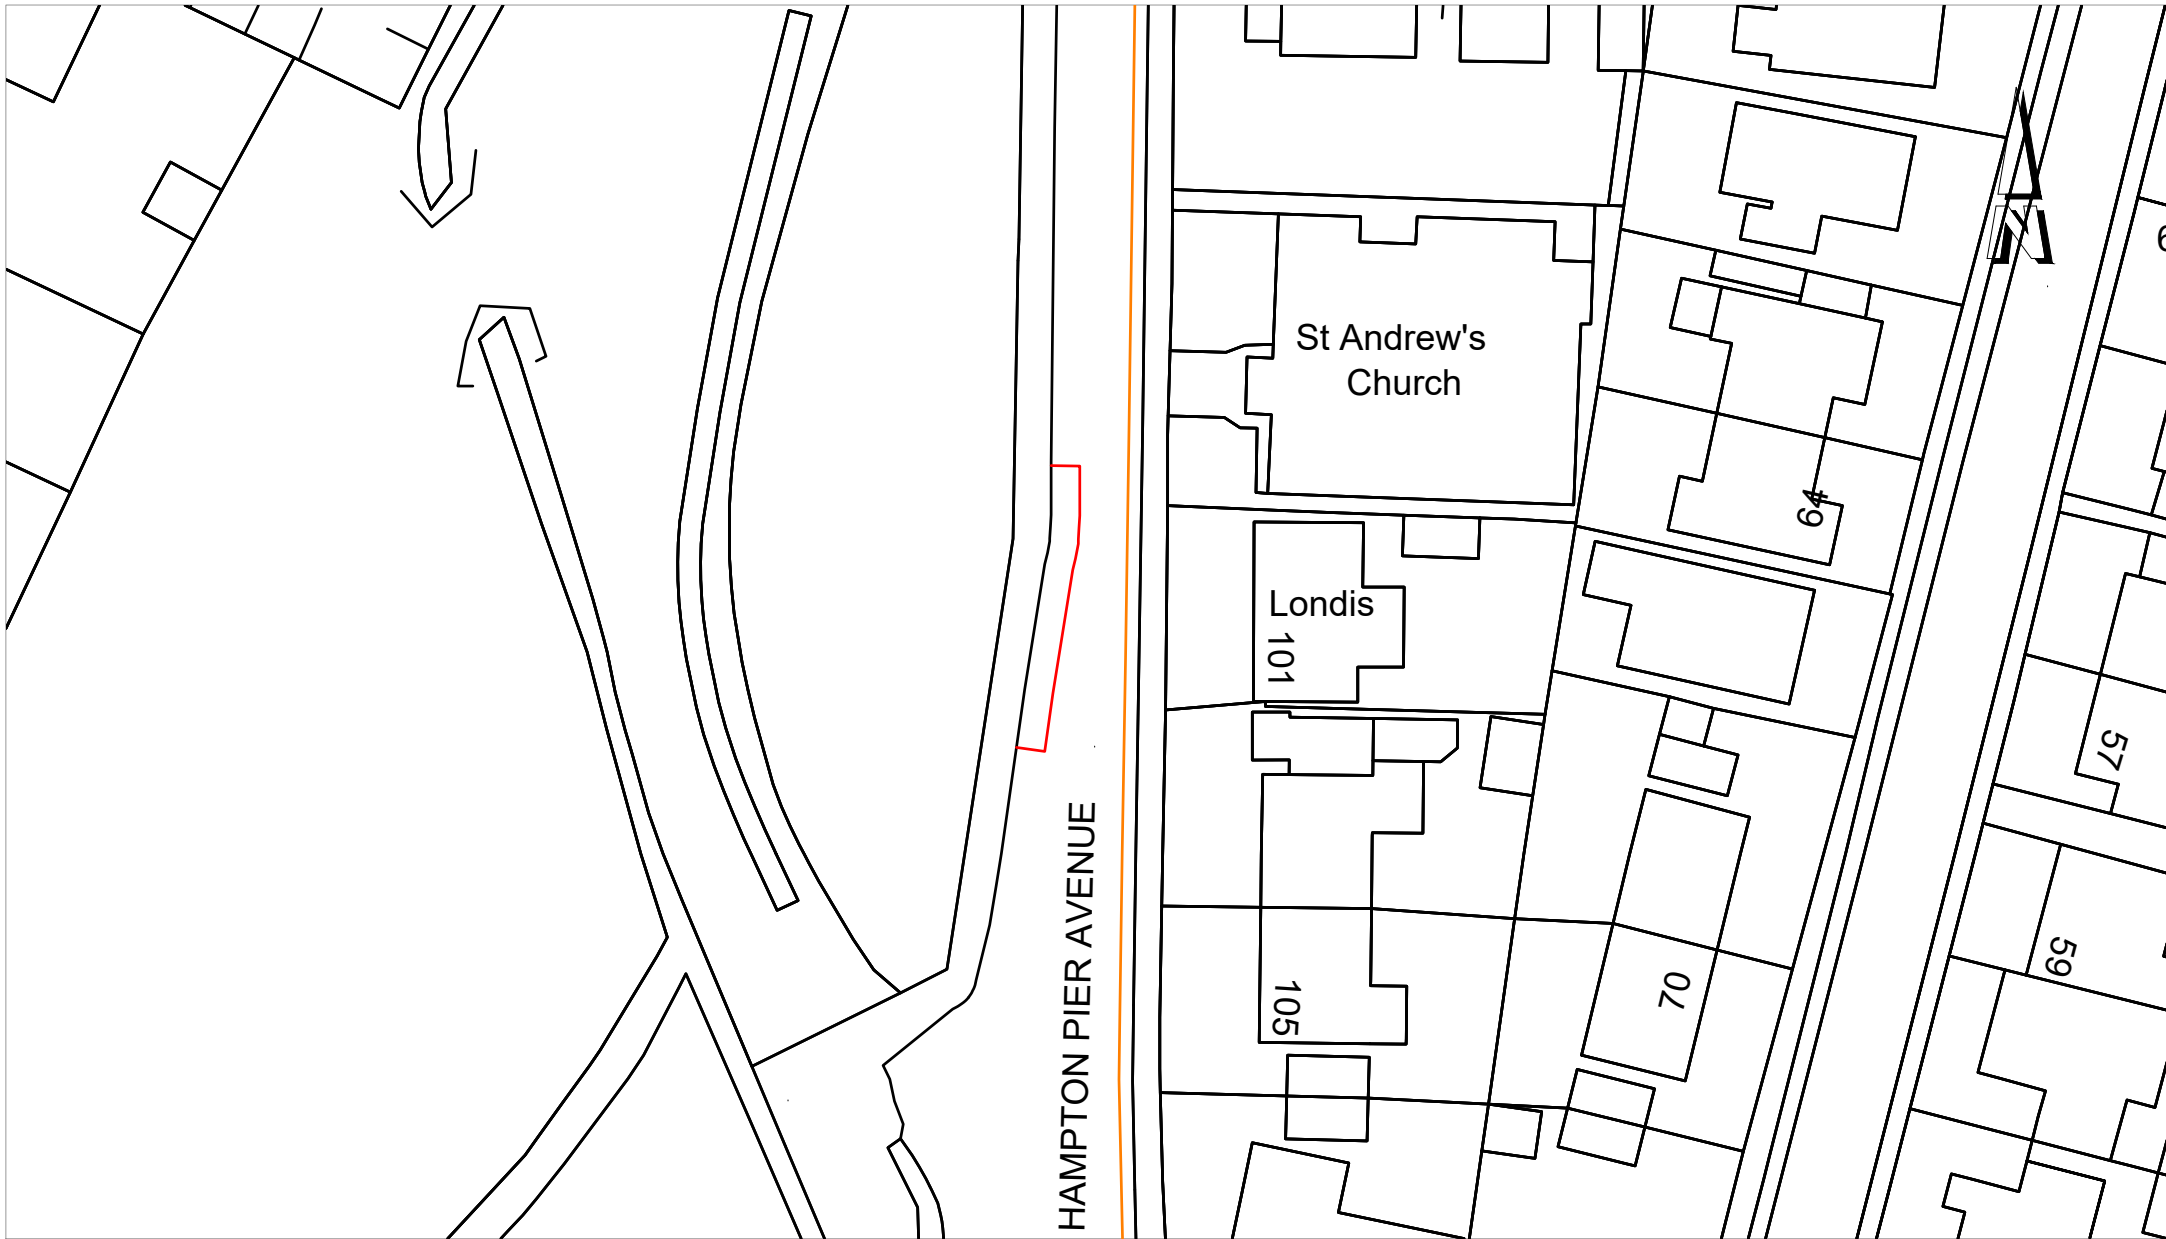 St Andrew's
Church
64
Londis
101
57
HAMPTON PIER AVENUE
59
70
105
N